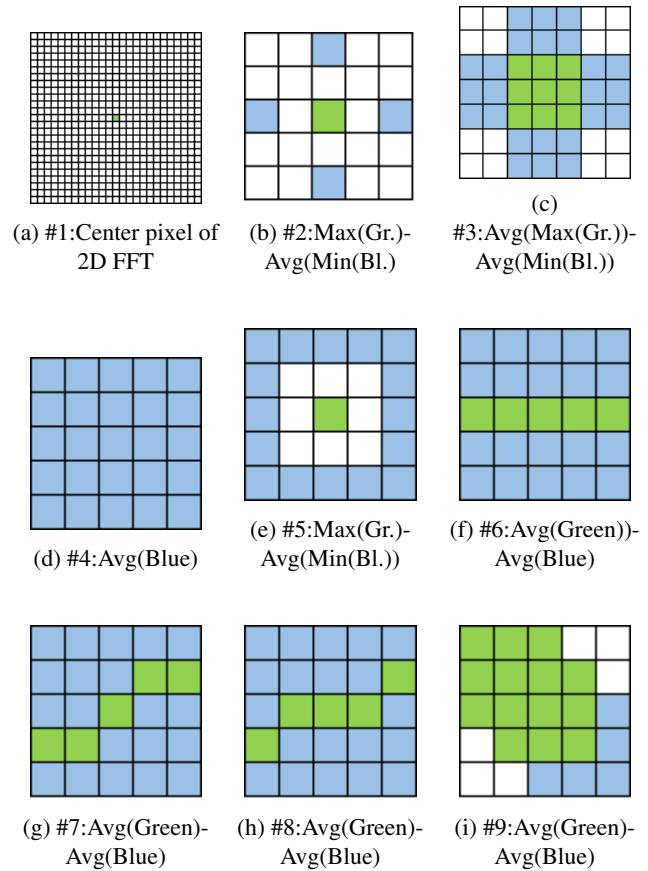 (a) #1:Center pixel of
2D FFT
(b) #2:Max(Gr.)-
Avg(Min(Bl.)
(c)
#3:Avg(Max(Gr.))-
Avg(Min(Bl.))
(d) #4:Avg(Blue)
(e) #5:Max(Gr.)-
Avg(Min(Bl.))
(f) #6:Avg(Green))-
Avg(Blue)
(g) #7:Avg(Green)-
Avg(Blue)
(h) #8:Avg(Green)-
Avg(Blue)
(i) #9:Avg(Green)-
Avg(Blue)